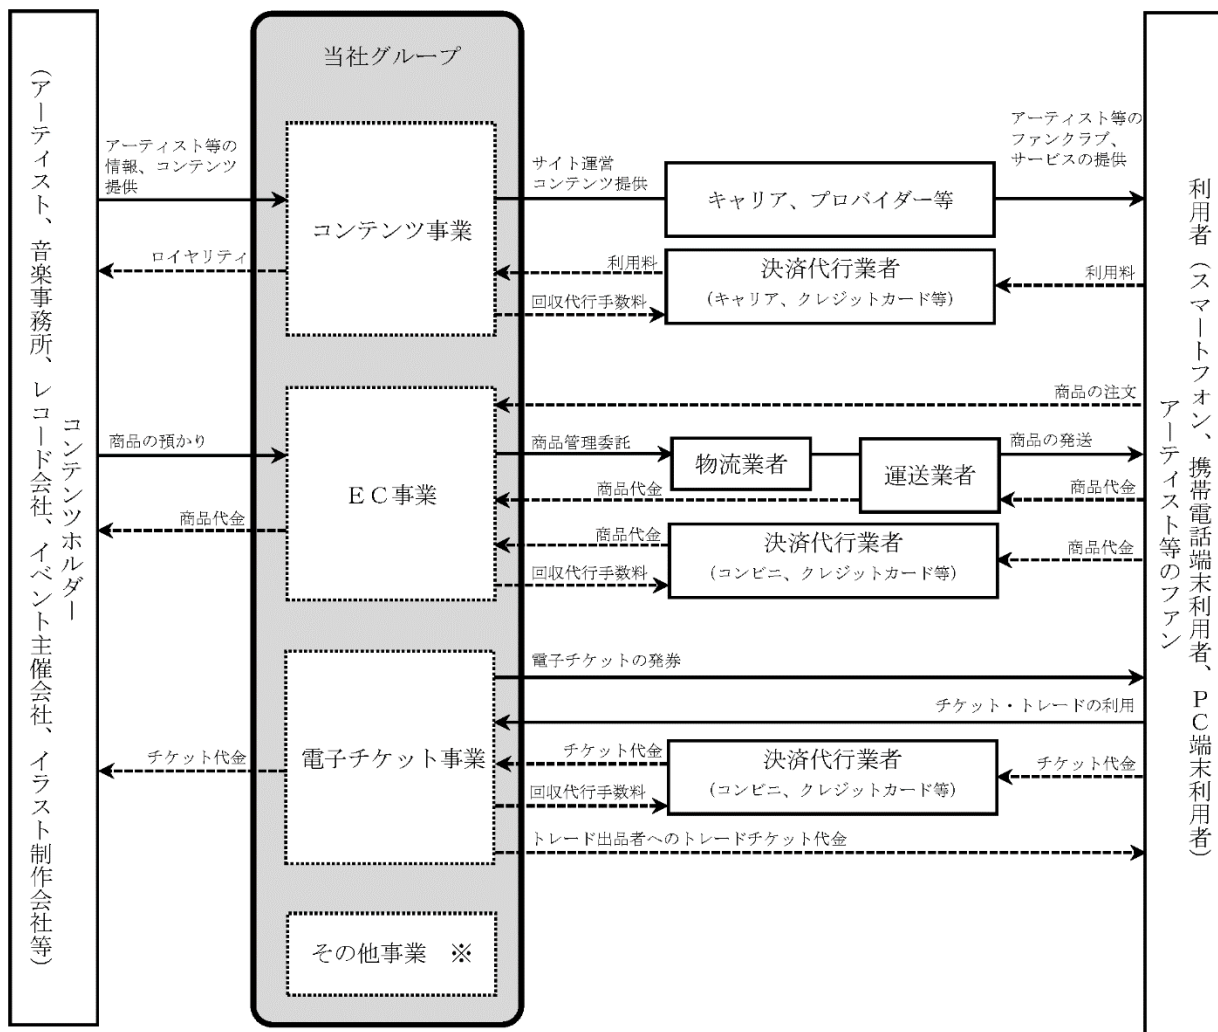 コンテンツホルダー
(アーティスト、音楽事務所、レコード会社、イベント主催会社、イラスト制作会社等)
当社グループ
アーティスト等の
情報、コンテンツ
提供
コンテンツ事業
ロイヤリティ
サイト運営
コンテンツ提供
キャリア、プロバイダー等
アーティスト等の
ファンクラブ、
サービスの提供
利用料
回収代行手数料
決済代行業者
(キャリア、クレジットカード等)
利用料
商品の預かり
ＥＣ事業
商品代金
商品の注文
商品管理委託
物流業者
運送業者
商品の発送
商品代金
商品代金
商品代金
回収代行手数料
決済代行業者
(コンビニ、クレジットカード等)
商品代金
電子チケット事業
チケット代金
電子チケットの発券
チケット・トレードの利用
チケット代金
回収代行手数料
決済代行業者
(コンビニ、クレジットカード等)
チケット代金
トレード出品者へのトレードチケット代金
その他事業　※
利用者(スマートフォン、携帯電話端末利用者、ＰＣ端末利用者)
アーティスト等のファン